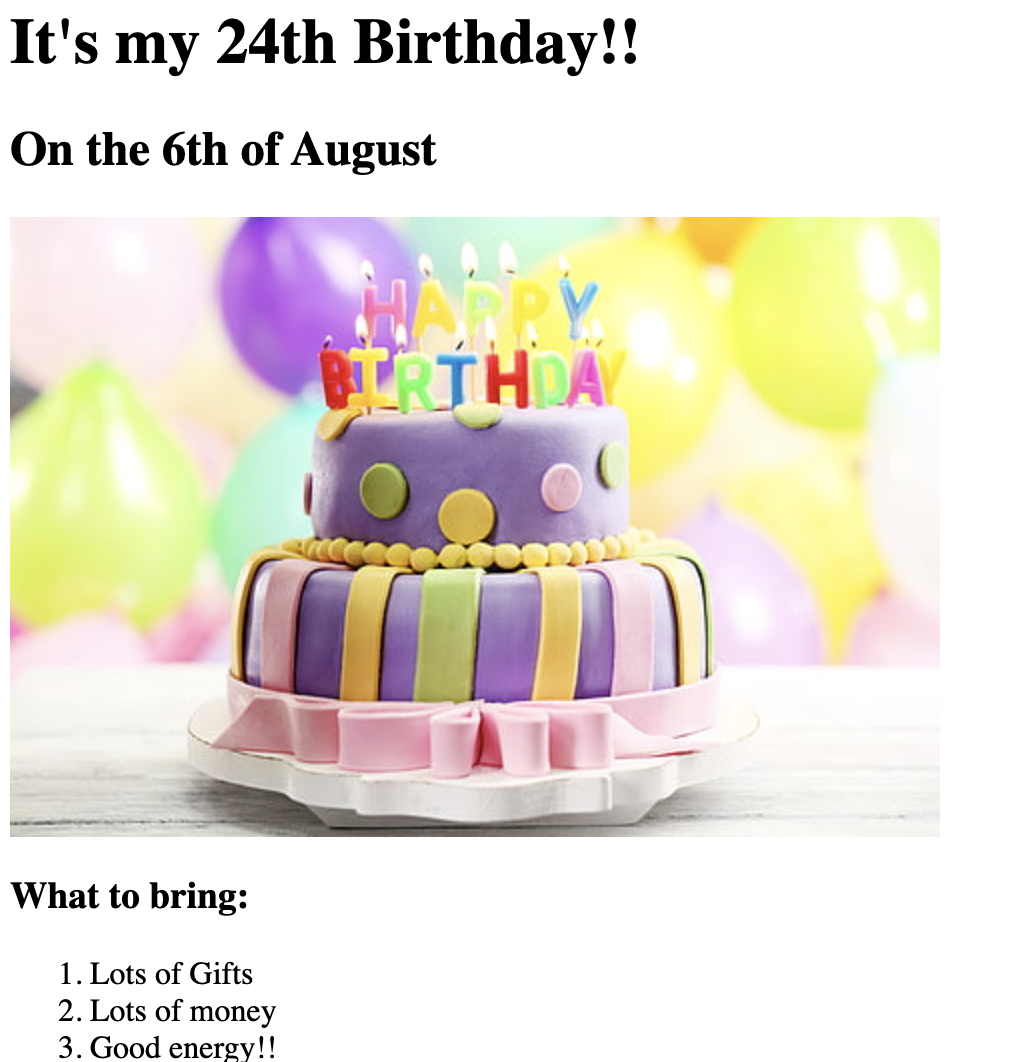 It's my 24th Birthday!!
On the 6th of August
HAPPY
BIRTHDAY
What to bring:
1. Lots of Gifts
2. Lots of money
3. Good energy!!